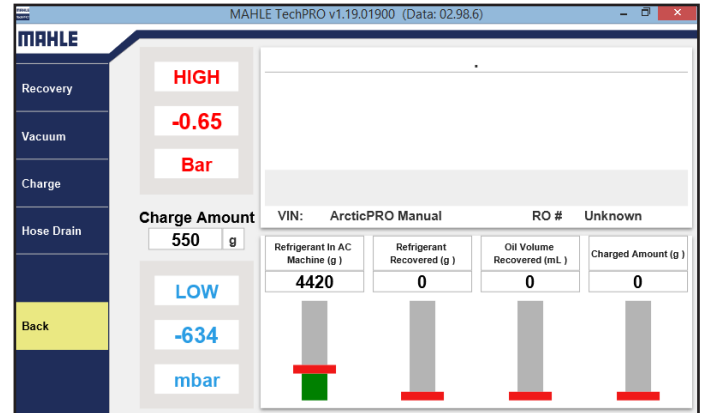 MAHLE TechPRO v1.19.01900 (Data: 02.98.6)
MAHLE
Recovery
Vacuum
Charge
Hose Drain
Back
HIGH
-0.65
Bar
Charge Amount
550 g
LOW
-634
mbar
.
VIN: ArcticPRO Manual RO # Unknown
Refrigerant In AC
Machine (g )
4420
Refrigerant
Recovered (g )
0
Oil Volume
Recovered (mL )
0
Charged Amount (g )
0